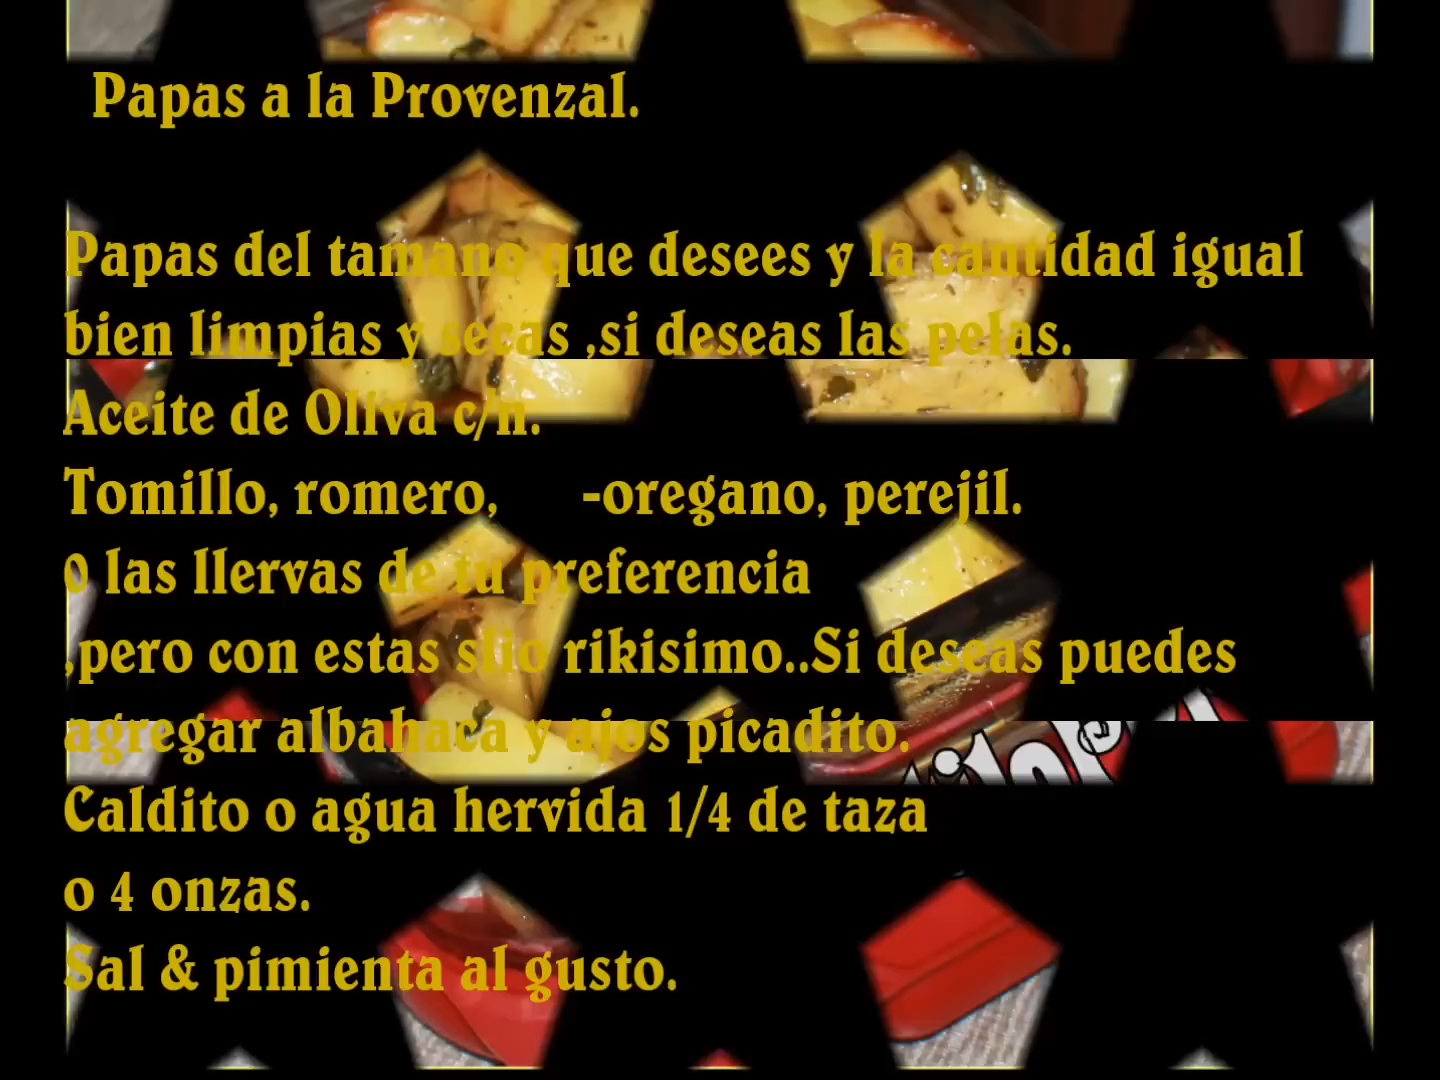 Papas a la Provenzal.
Papas del tamano que desees y la cantidad igual
bien limpias y secas ,si deseas las pelas.
Aceite de Oliva c/n.
Tomillo, romero, -oregano, perejil.
0 las llervas de tu preferencia
,pero con estas slio rikisimo..Si deseas puedes
agregar albahaca y ajos picadito.
Caldito o agua hervida 1/4 de taza
o 4 onzas.
Sal & pimienta al gusto.